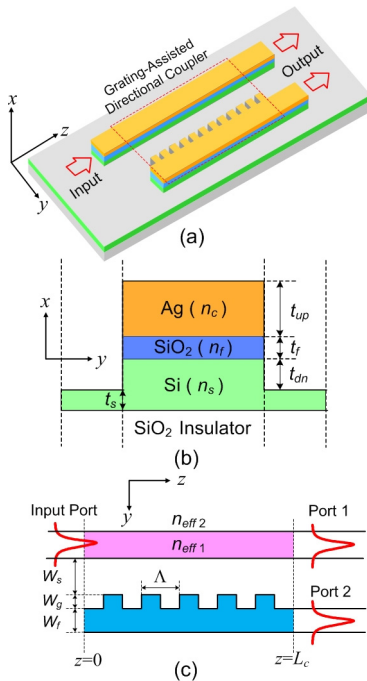 Grating-Assisted
Directional Coupler
Output
Input
x
z
y
(a)
x
y
Ag ( n_c )
SiO₂ ( n_f )
Si ( n_s )
t_up
t_f
t_dn
t_s
SiO₂ Insulator
(b)
z
y
Input Port
Port 1
n_eff 2
n_eff 1
W_s
Λ
Port 2
W_g
W_f
z=0
z=L_c
(c)